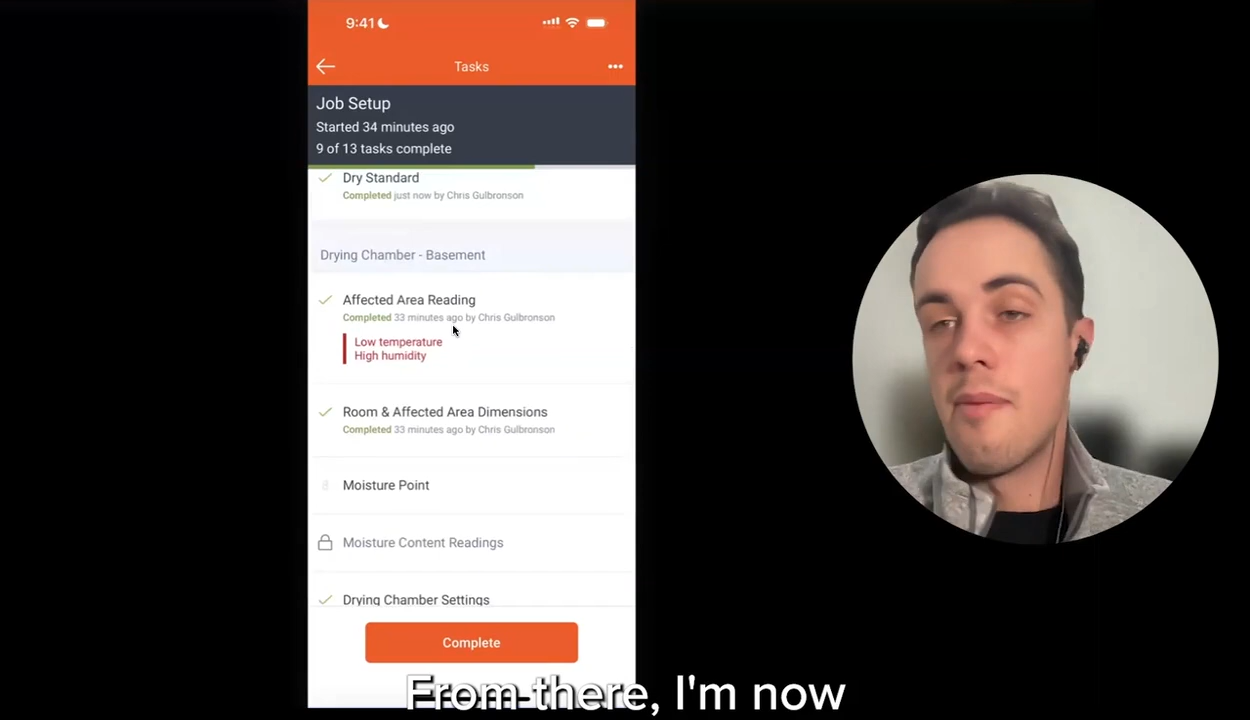 9:41
Tasks
Job Setup
Started 34 minutes ago
9 of 13 tasks complete
Dry Standard
Completed just now by Chris Gulbronson
Drying Chamber - Basement
Affected Area Reading
Completed 33 minutes ago by Chris Gulbronson
Low temperature
High humidity
Room & Affected Area Dimensions
Completed 33 minutes ago by Chris Gulbronson
8 Moisture Point
Moisture Content Readings
Drying Chamber Settings
Complete
From there, I'm now